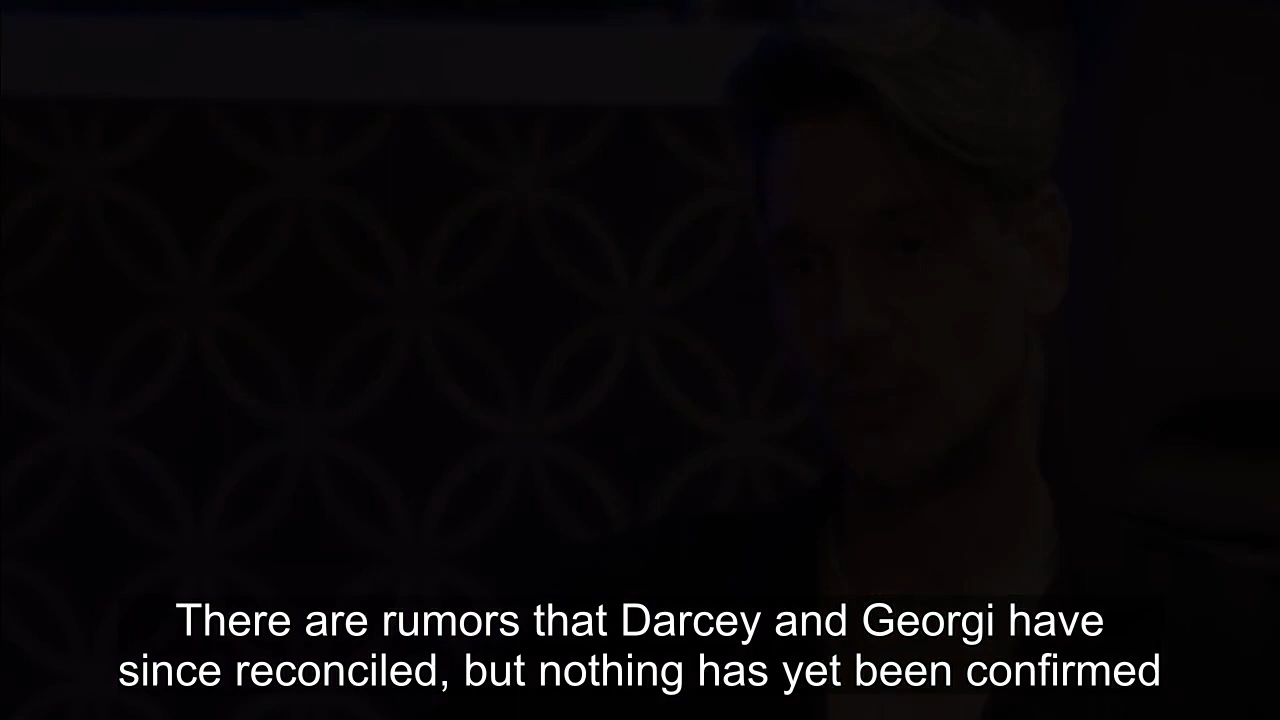 There are rumors that Darcey and Georgi have
since reconciled, but nothing has yet been confirmed